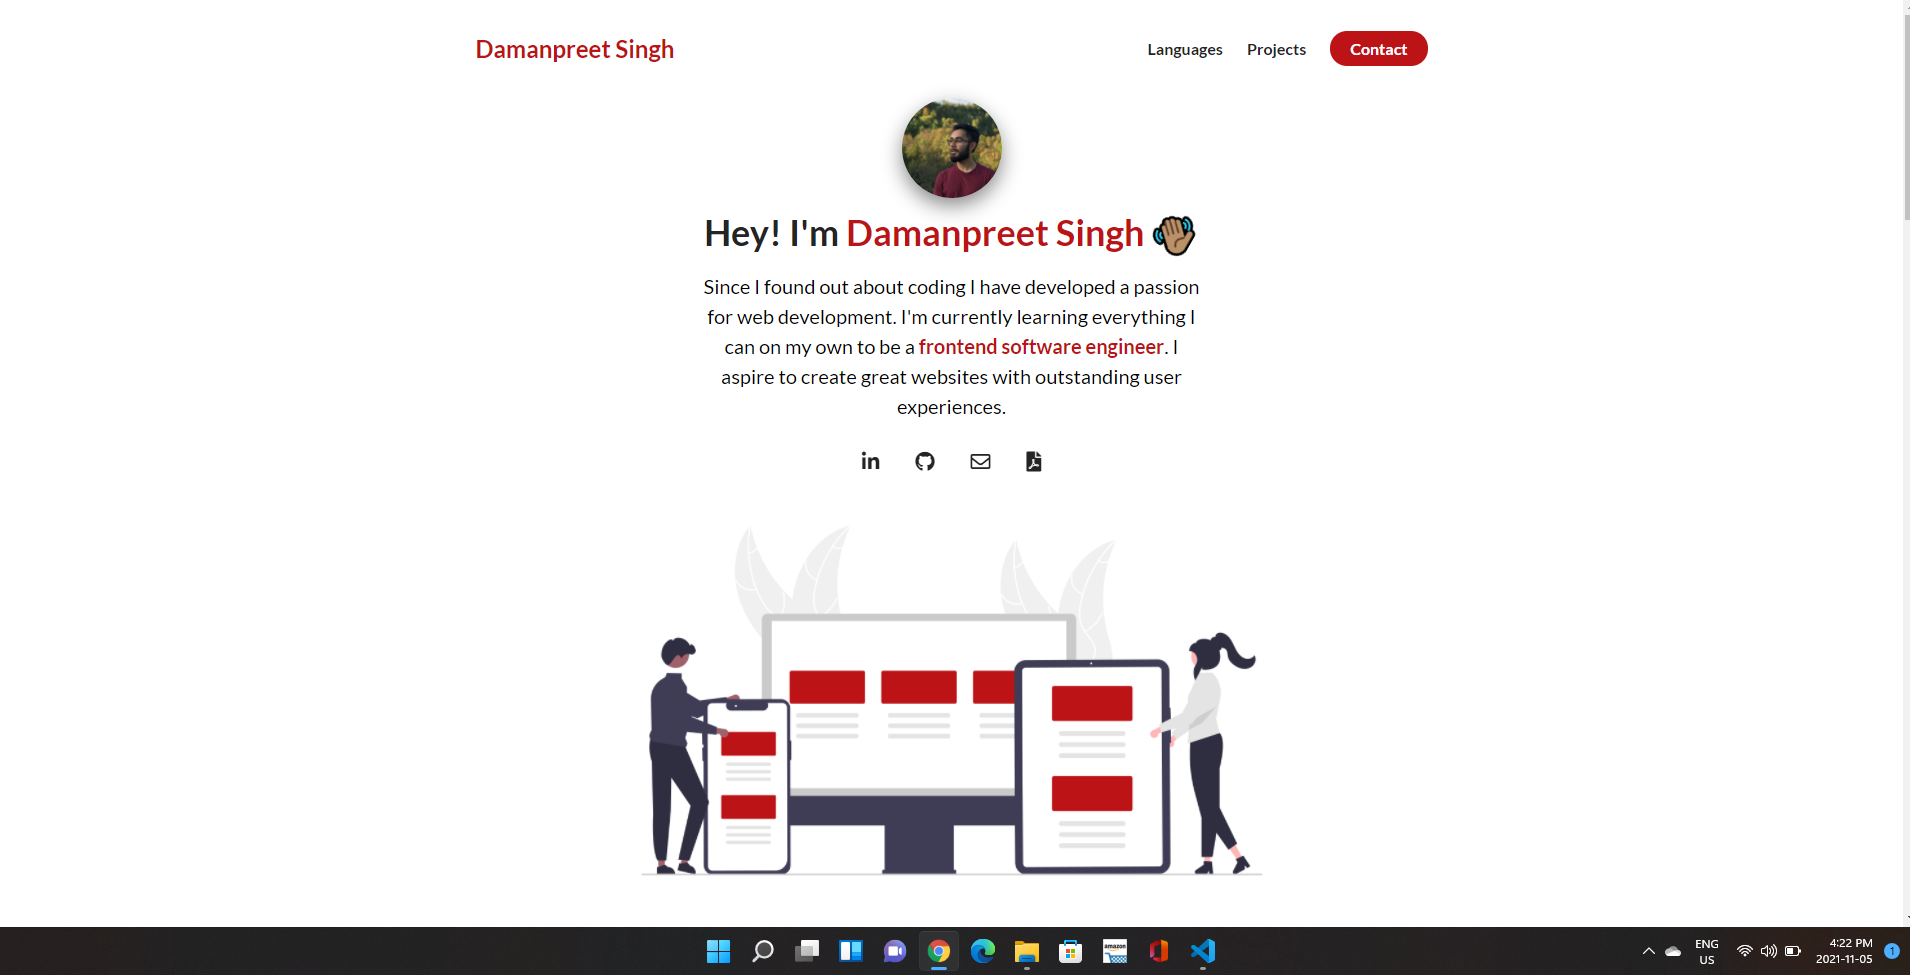 Damanpreet Singh
Languages
Projects
Contact
Hey! I'm Damanpreet Singh
Since I found out about coding I have developed a passion
for web development. I'm currently learning everything I
can on my own to be a frontend software engineer. I
aspire to create great websites with outstanding user
experiences.
in
amazon
ENG
US
4:22 PM
2021-11-05
1